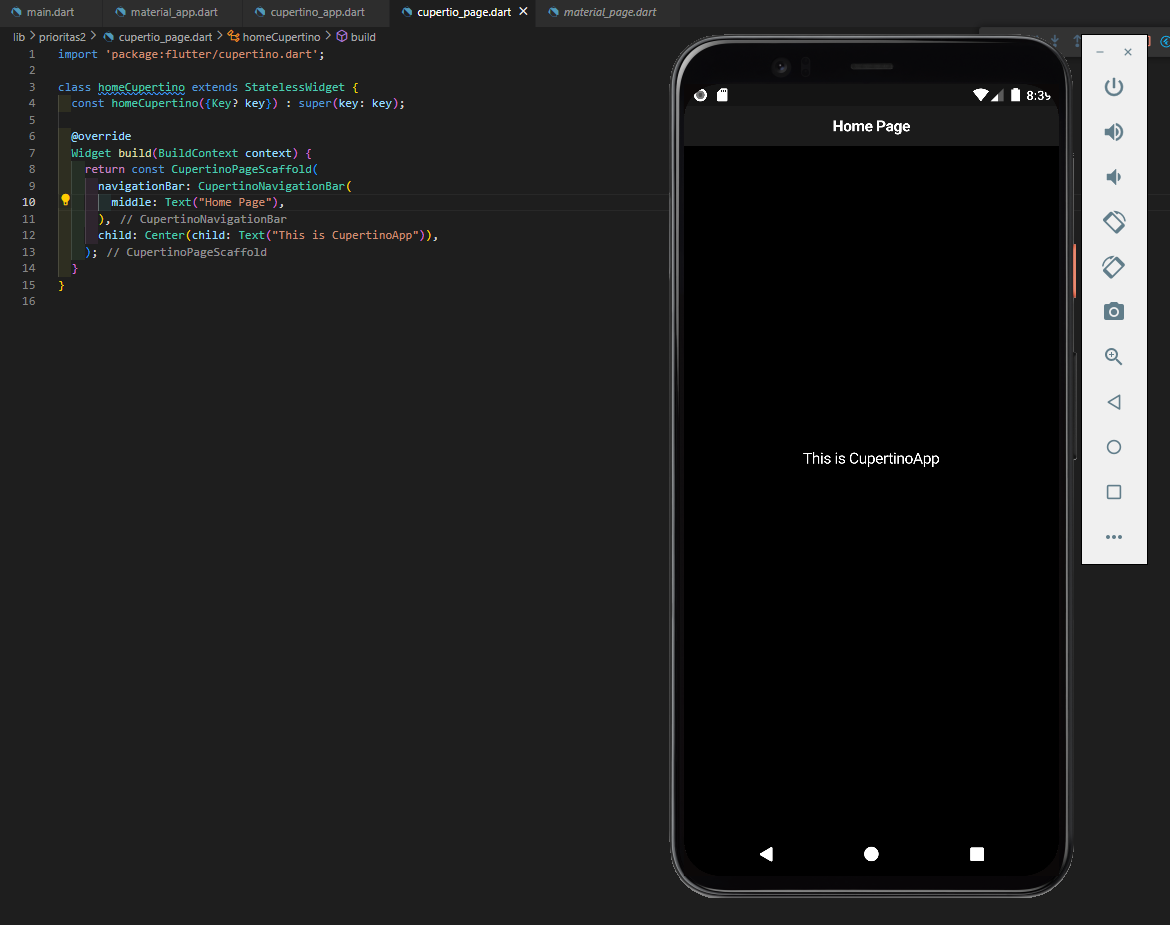 main.dart material_app.dart cupertino_app.dart cupertio_page.dart material_page.dart
lib > prioritas2 > cupertio_page.dart > homeCupertino > build
1 import 'package:flutter/cupertino.dart';
2
3 class homeCupertino extends StatelessWidget {
4 const homeCupertino({Key? key}) : super(key: key);
5
6 @override
7 Widget build(BuildContext context) {
8 return const CupertinoPageScaffold(
9 navigationBar: CupertinoNavigationBar(
10 middle: Text("Home Page"),
11 ), // CupertinoNavigationBar
12 child: Center(child: Text("This is CupertinoApp")),
13 ); // CupertinoPageScaffold
14 }
15 }
16
Home Page
This is CupertinoApp